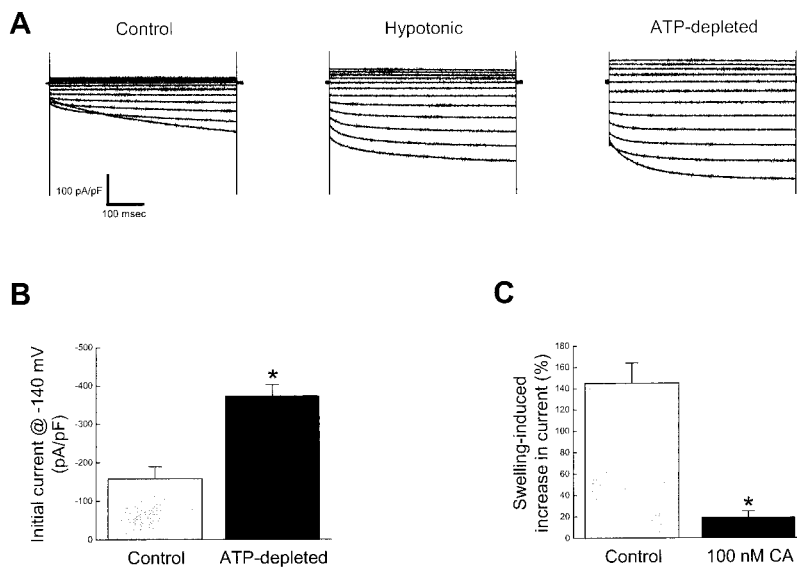 A
Control
Hypotonic
ATP-depleted
100 pA/pF
100 msec
B
Initial current @ -140 mV
(pA/pF)
-500
-400
-300
-200
-100
0
*
Control
ATP-depleted
C
Swelling-induced
increase in current (%)
180
160
140
120
100
80
60
40
20
0
*
Control
100 nM CA